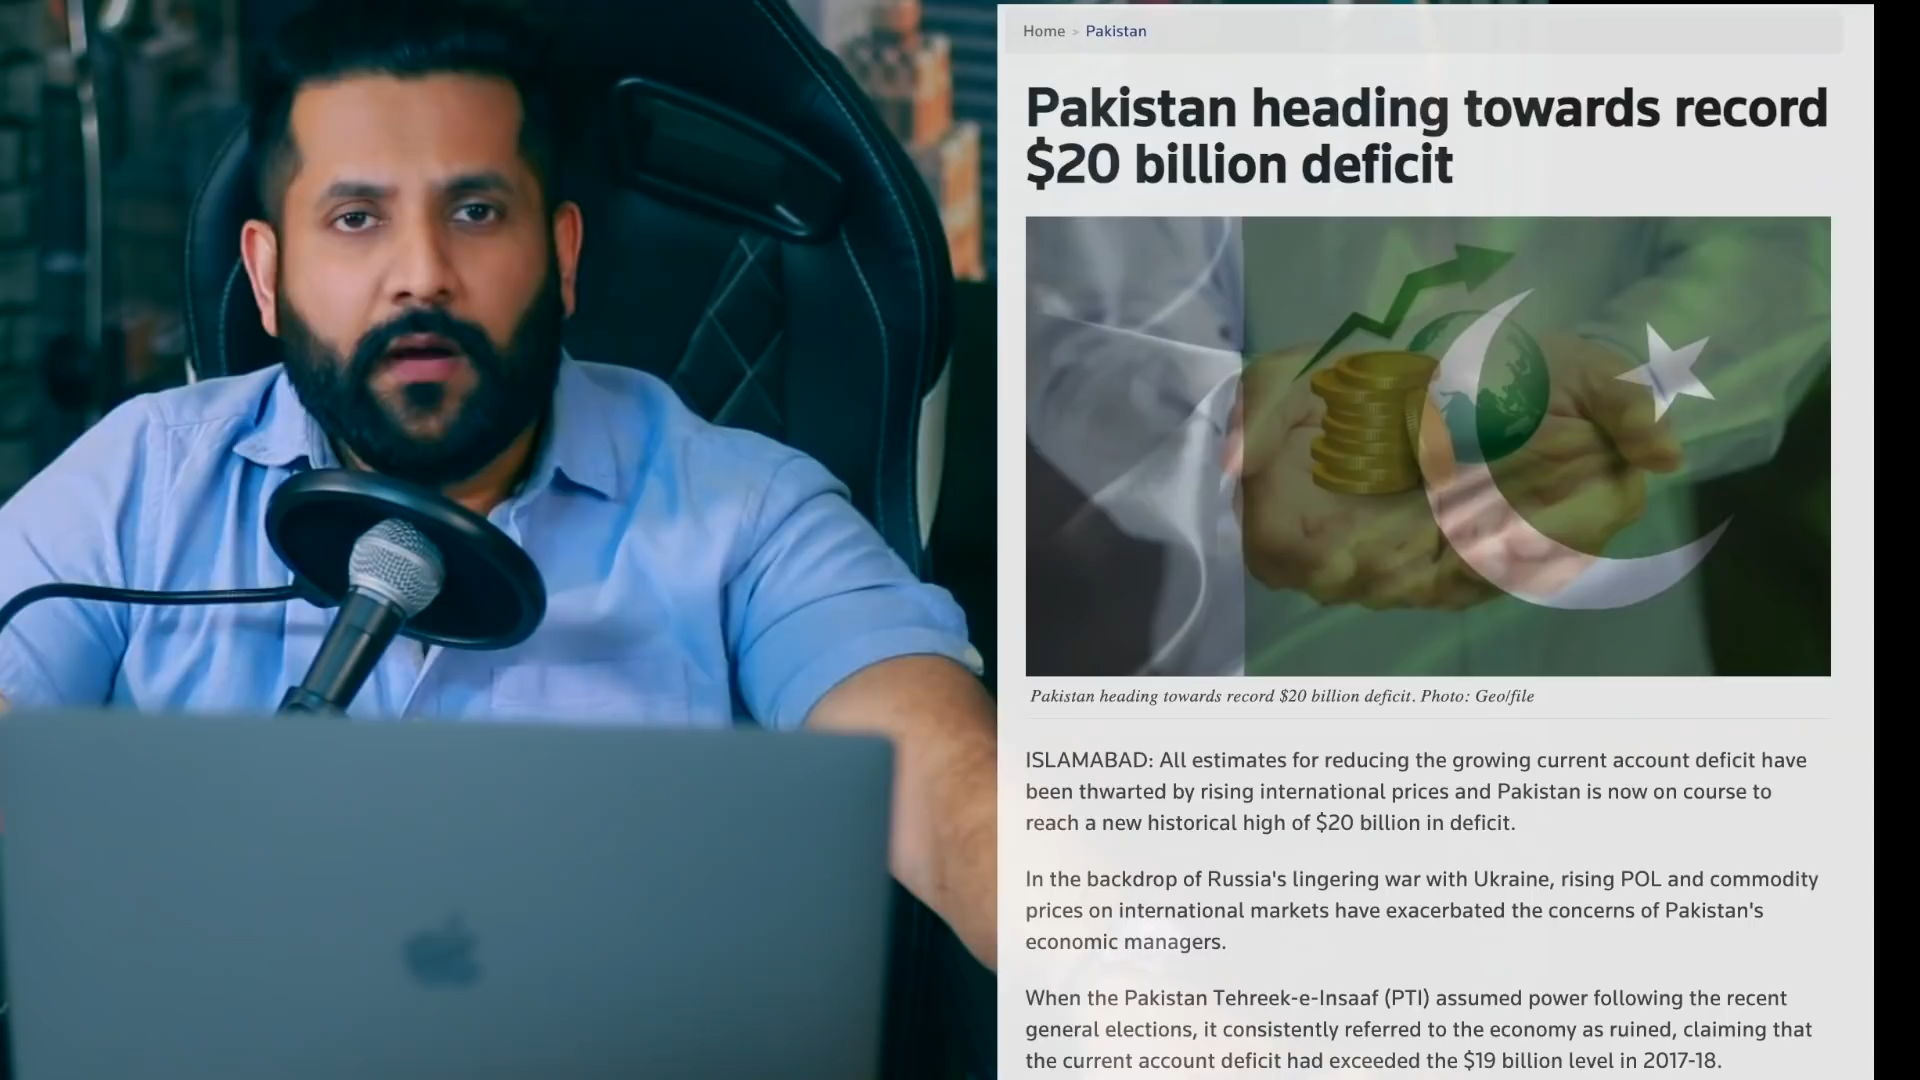 Home > Pakistan
Pakistan heading towards record
$20 billion deficit
Pakistan heading towards record $20 billion deficit. Photo: Geo/file
ISLAMABAD: All estimates for reducing the growing current account deficit have
been thwarted by rising international prices and Pakistan is now on course to
reach a new historical high of $20 billion in deficit.
In the backdrop of Russia's lingering war with Ukraine, rising POL and commodity
prices on international markets have exacerbated the concerns of Pakistan's
economic managers.
When the Pakistan Tehreek-e-Insaaf (PTI) assumed power following the recent
general elections, it consistently referred to the economy as ruined, claiming that
the current account deficit had exceeded the $19 billion level in 2017-18.